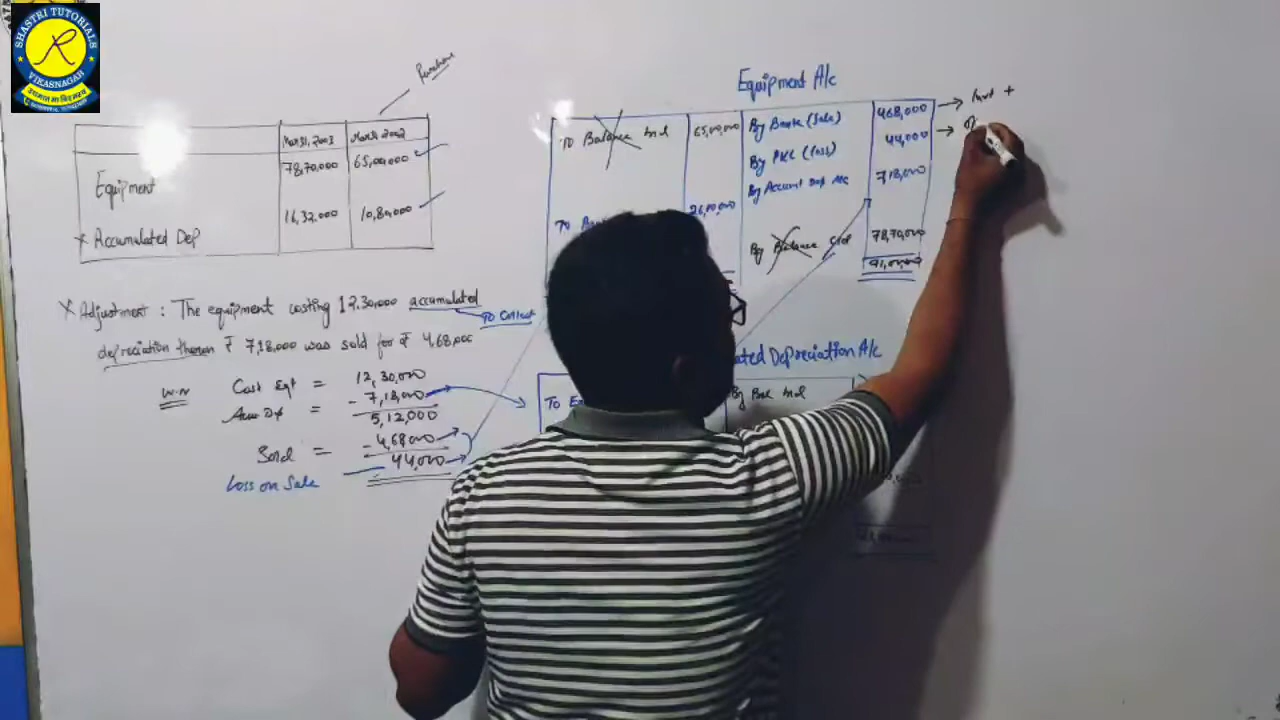 SHASTRI TUTORIALS
R
VIKASNAGAR
Purchase
March 31, 2003 March 2002
Equipment 78,70,000 65,00,000
* Accumulated Dep 16,32,000 10,80,000
* Adjustment : The equipment costing 12,30,000 accumulated
To Collect
depreciation thereon ₹ 7,18,000 was sold for ₹ 4,68,000
W.N
Cost Eqt = 12,30,000
Accu Dep = - 7,18,000
5,12,000
Sold = - 4,68,000
44,000
Loss on Sale
Equipment A/c
To Balance b/d 65,00,000 By Bank (Sale) 468,000 → Invt +
By P&L (Loss) 44,000 →
By Accumt Dep A/c 718,000
To 26,00,000
By Balance c/d 78,70,000
91,00,000
ated Depreciation A/c
To By Bal b/d